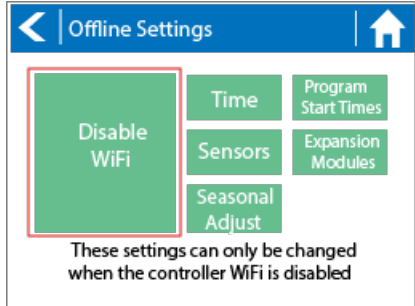 Offline Settings
Disable
WiFi
Time
Program
Start Times
Sensors
Expansion
Modules
Seasonal
Adjust
These settings can only be changed
when the controller WiFi is disabled